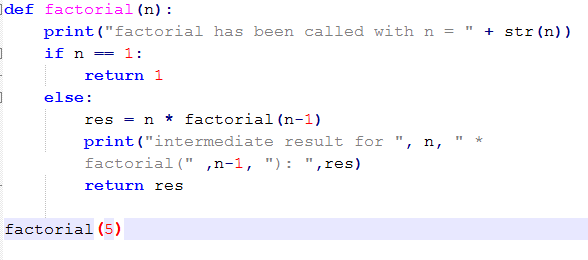 def factorial(n):
    print("factorial has been called with n = " + str(n))
    if n == 1:
        return 1
    else:
        res = n * factorial(n-1)
        print("intermediate result for ", n, " *
        factorial(" ,n-1, "): ",res)
        return res
factorial(5)